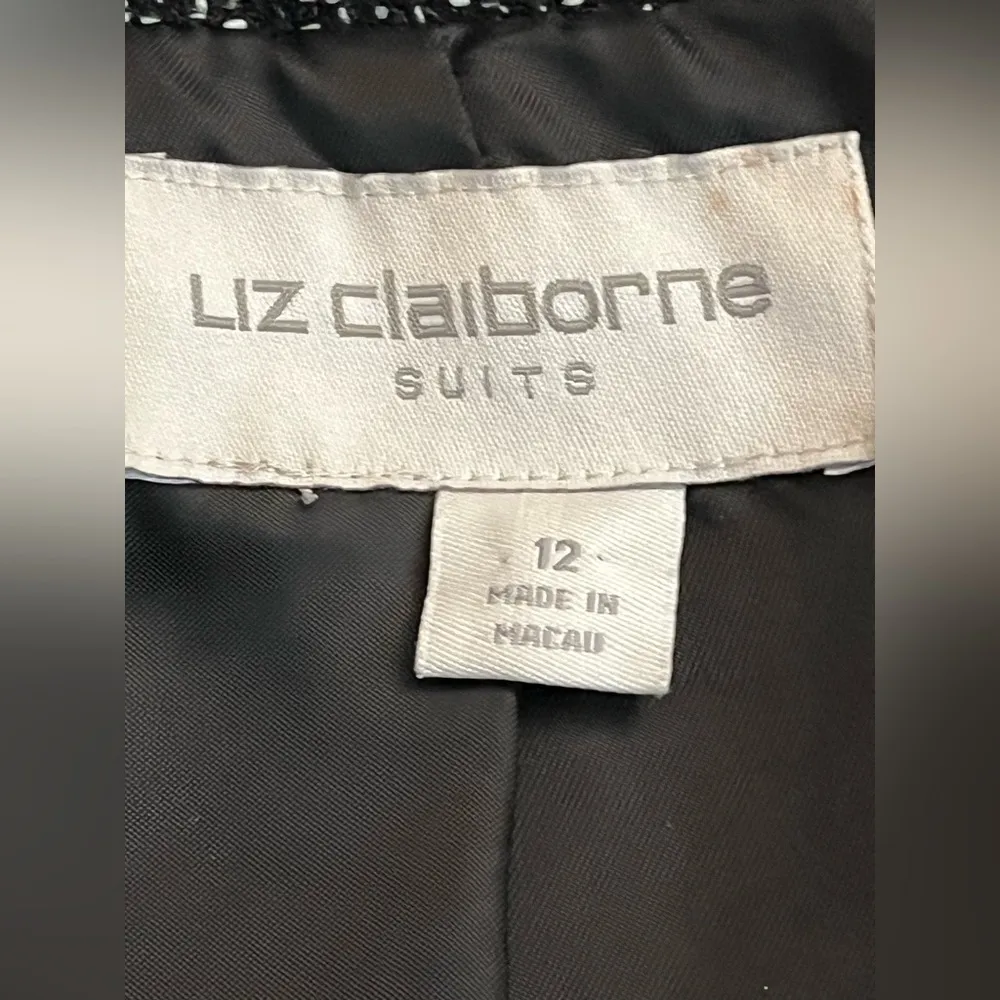 Liz claiborne
SUITS
12
MADE IN
MACAU